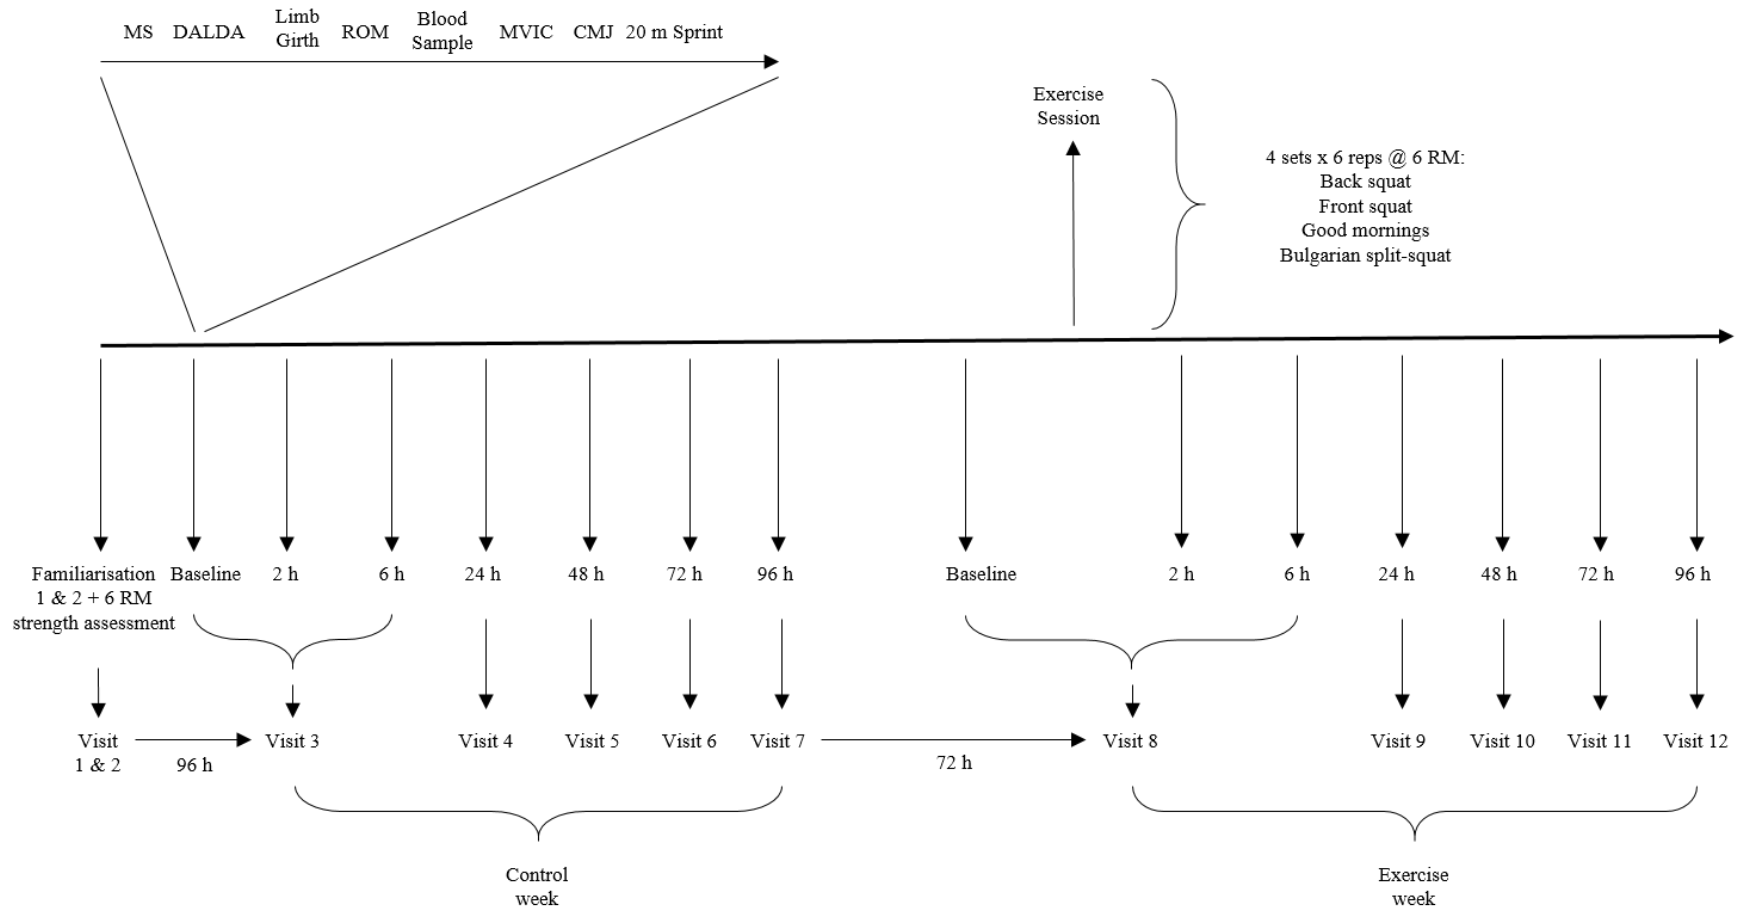 MS DALDA Limb Girth ROM Blood Sample MVIC CMJ 20 m Sprint
Exercise
Session
4 sets x 6 reps @ 6 RM:
Back squat
Front squat
Good mornings
Bulgarian split-squat
Familiarisation
1 & 2 + 6 RM
strength assessment
Baseline
2 h
6 h
24 h
48 h
72 h
96 h
Baseline
2 h
6 h
24 h
48 h
72 h
96 h
Visit
1 & 2
96 h
Visit 3
Visit 4
Visit 5
Visit 6
Visit 7
72 h
Visit 8
Visit 9
Visit 10
Visit 11
Visit 12
Control
week
Exercise
week